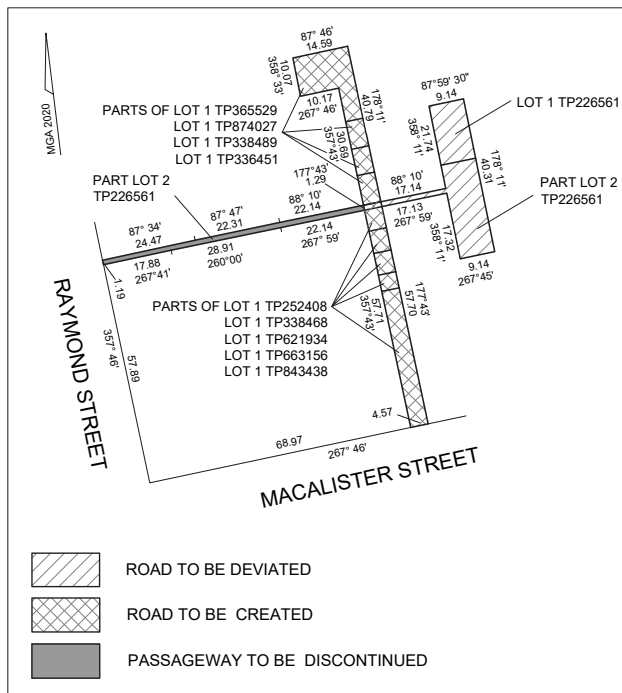 MGA 2020
87° 46'
14.59
10.07
358° 33'
10.17
267° 46'
178° 11'
40.79
30.69
357°43'
PARTS OF LOT 1 TP365529
LOT 1 TP874027
LOT 1 TP338489
LOT 1 TP336451
87°59' 30"
9.14
LOT 1 TP226561
21.74
358° 11'
178° 11'
40.31
177°43'
1.29
PART LOT 2
TP226561
88° 10'
17.14
PART LOT 2
TP226561
88° 10'
22.14
87° 47'
22.31
87° 34'
24.47
17.13
267° 59'
17.32
358° 11'
22.14
267° 59'
28.91
260°00'
17.88
267°41'
9.14
267°45'
1.19
RAYMOND STREET
357° 46'
57.89
PARTS OF LOT 1 TP252408
LOT 1 TP338468
LOT 1 TP621934
LOT 1 TP663156
LOT 1 TP843438
177°43'
57.70
57.71
357°43'
4.57
68.97
267° 46'
MACALISTER STREET
ROAD TO BE DEVIATED
ROAD TO BE CREATED
PASSAGEWAY TO BE DISCONTINUED